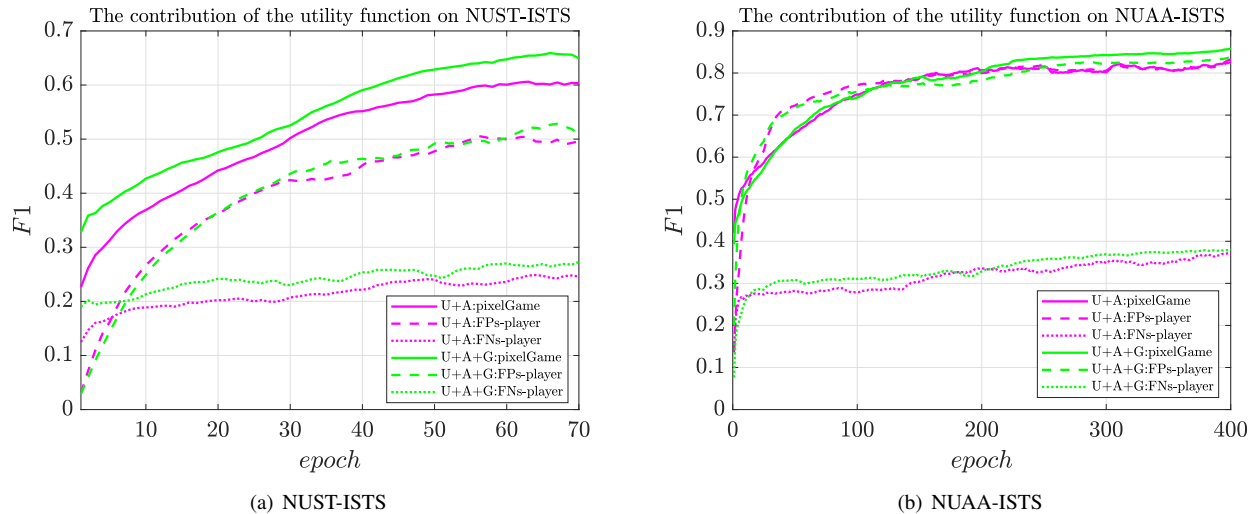 The contribution of the utility function on NUST-ISTS
0.7
0.6
0.5
0.4
0.3
0.2
0.1
0
F1
10 20 30 40 50 60 70
epoch
U+A:pixelGame
U+A:FPs-player
U+A:FNs-player
U+A+G:pixelGame
U+A+G:FPs-player
U+A+G:FNs-player
(a) NUST-ISTS
The contribution of the utility function on NUAA-ISTS
0.9
0.8
0.7
0.6
0.5
0.4
0.3
0.2
0.1
0
F1
0 100 200 300 400
epoch
U+A:pixelGame
U+A:FPs-player
U+A:FNs-player
U+A+G:pixelGame
U+A+G:FPs-player
U+A+G:FNs-player
(b) NUAA-ISTS